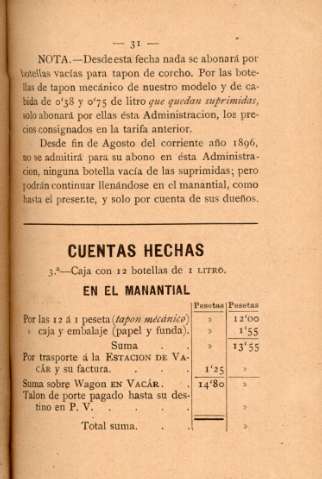 — 31 —
NOTA.—Desde esta fecha nada se abonará por
botellas vacías para tapon de corcho. Por las bote-
llas de tapon mecánico de nuestro modelo y de ca-
bida de 0'38 y 0'75 de litro que quedan suprimidas,
solo abonará por ellas ésta Administracion, los pre-
cios consignados en la tarifa anterior.
Desde fin de Agosto del corriente año 1896,
no se admitirá para su abono en ésta Administra-
cion, ninguna botella vacía de las suprimidas; pero
podrán continuar llenándose en el manantial, como
hasta el presente, y solo por cuenta de sus dueños.
CUENTAS HECHAS
3.ª—Caja con 12 botellas de 1 LITRO.
EN EL MANANTIAL
Pesetas Pesetas
Por las 12 á 1 peseta (tapon mecánico) » 12'00
» caja y embalaje (papel y funda). » 1'55
Suma . . » 13'55
Por trasporte á la ESTACION DE VA-
CÁR y su factura. . . . 1'25 »
Suma sobre Wagon EN VACÁR. . 14'80 »
Talon de porte pagado hasta su des-
tino en P. V. . . . . »
Total suma. . . »